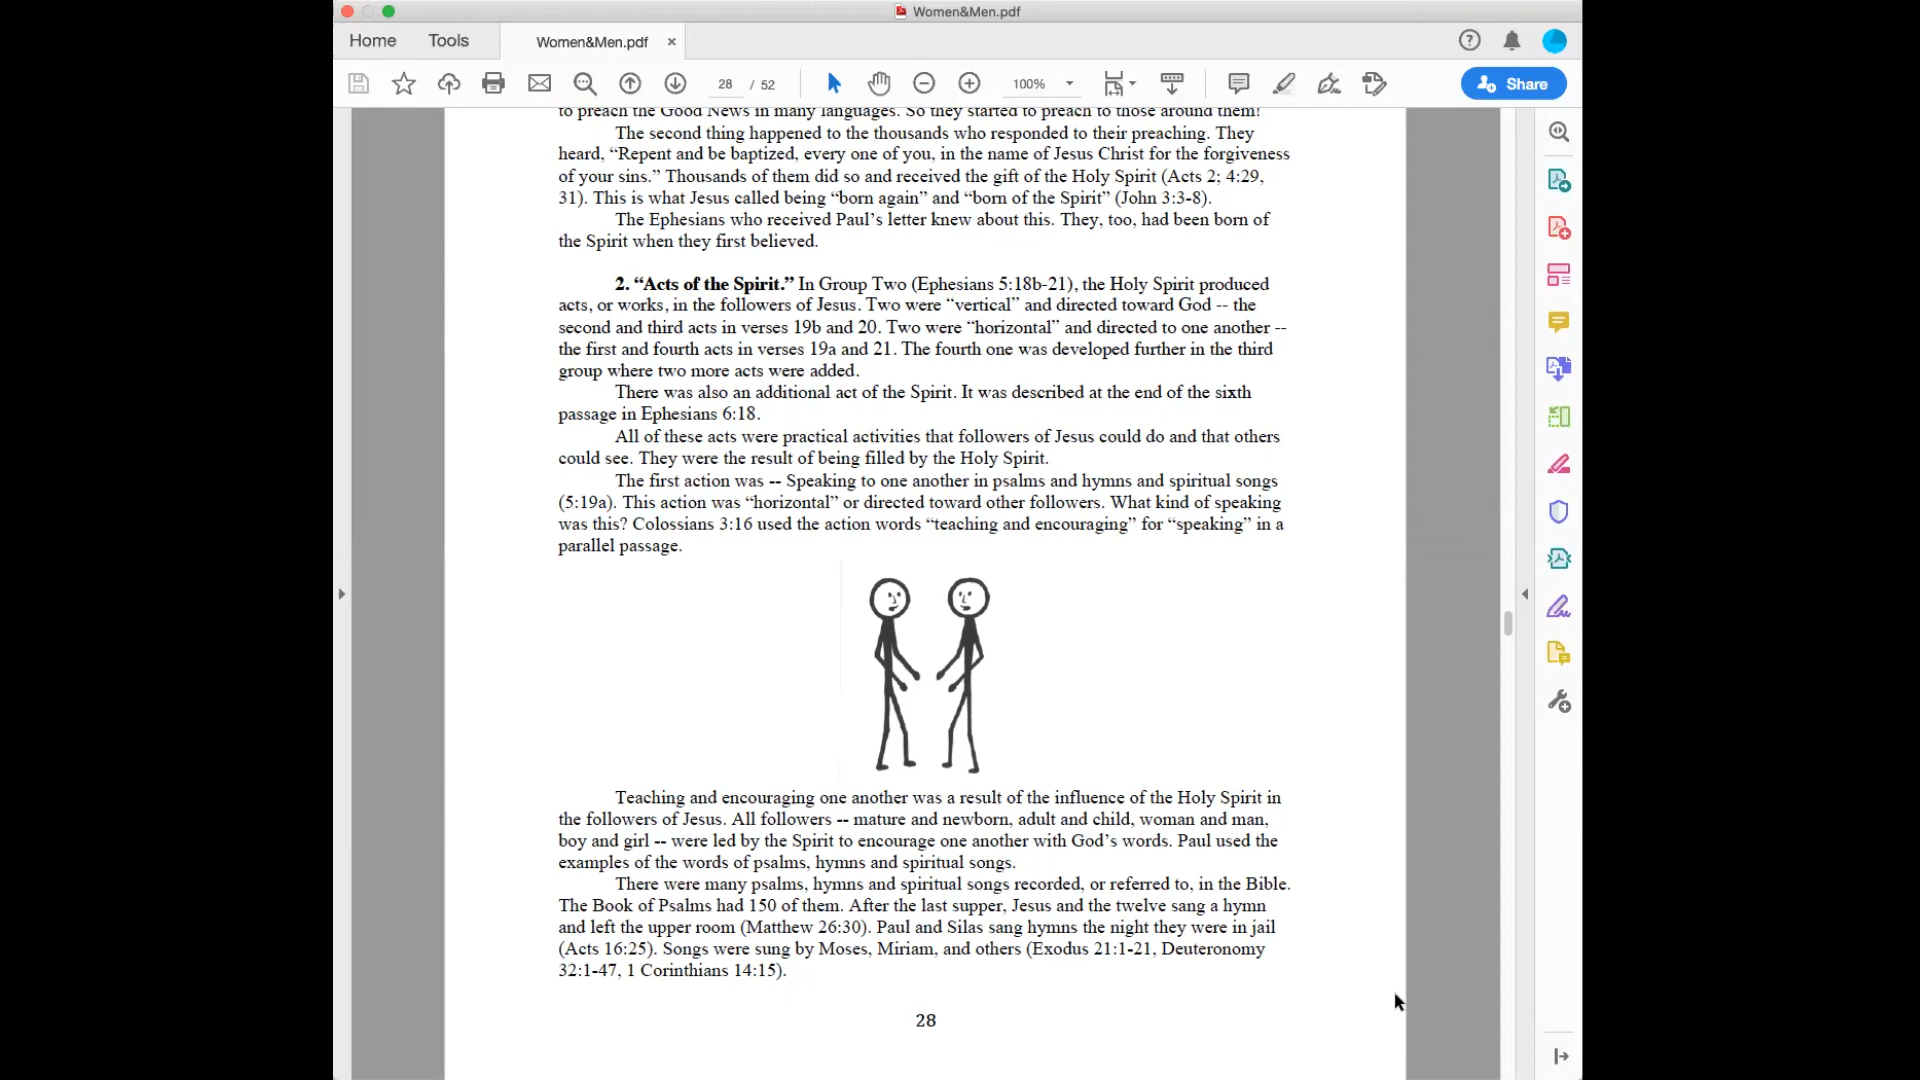 Women&Men.pdf
Home
Tools
Women&Men.pdf
28
/ 52
100%
Share
to preach the Good News in many languages. So they started to preach to those around them!
The second thing happened to the thousands who responded to their preaching. They
heard, “Repent and be baptized, every one of you, in the name of Jesus Christ for the forgiveness
of your sins.” Thousands of them did so and received the gift of the Holy Spirit (Acts 2; 4:29,
31). This is what Jesus called being “born again” and “born of the Spirit” (John 3:3-8).
The Ephesians who received Paul’s letter knew about this. They, too, had been born of
the Spirit when they first believed.
2. “Acts of the Spirit.” In Group Two (Ephesians 5:18b-21), the Holy Spirit produced
acts, or works, in the followers of Jesus. Two were “vertical” and directed toward God -- the
second and third acts in verses 19b and 20. Two were “horizontal” and directed to one another --
the first and fourth acts in verses 19a and 21. The fourth one was developed further in the third
group where two more acts were added.
There was also an additional act of the Spirit. It was described at the end of the sixth
passage in Ephesians 6:18.
All of these acts were practical activities that followers of Jesus could do and that others
could see. They were the result of being filled by the Holy Spirit.
The first action was -- Speaking to one another in psalms and hymns and spiritual songs
(5:19a). This action was “horizontal” or directed toward other followers. What kind of speaking
was this? Colossians 3:16 used the action words “teaching and encouraging” for “speaking” in a
parallel passage.
Teaching and encouraging one another was a result of the influence of the Holy Spirit in
the followers of Jesus. All followers -- mature and newborn, adult and child, woman and man,
boy and girl -- were led by the Spirit to encourage one another with God’s words. Paul used the
examples of the words of psalms, hymns and spiritual songs.
There were many psalms, hymns and spiritual songs recorded, or referred to, in the Bible.
The Book of Psalms had 150 of them. After the last supper, Jesus and the twelve sang a hymn
and left the upper room (Matthew 26:30). Paul and Silas sang hymns the night they were in jail
(Acts 16:25). Songs were sung by Moses, Miriam, and others (Exodus 21:1-21, Deuteronomy
32:1-47, 1 Corinthians 14:15).
28